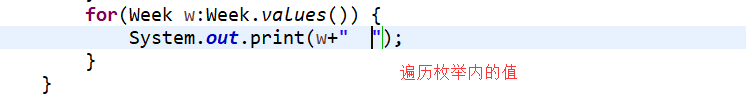 for(Week w:Week.values()) {
System.out.print(w+"  ");
}
遍历枚举内的值
}